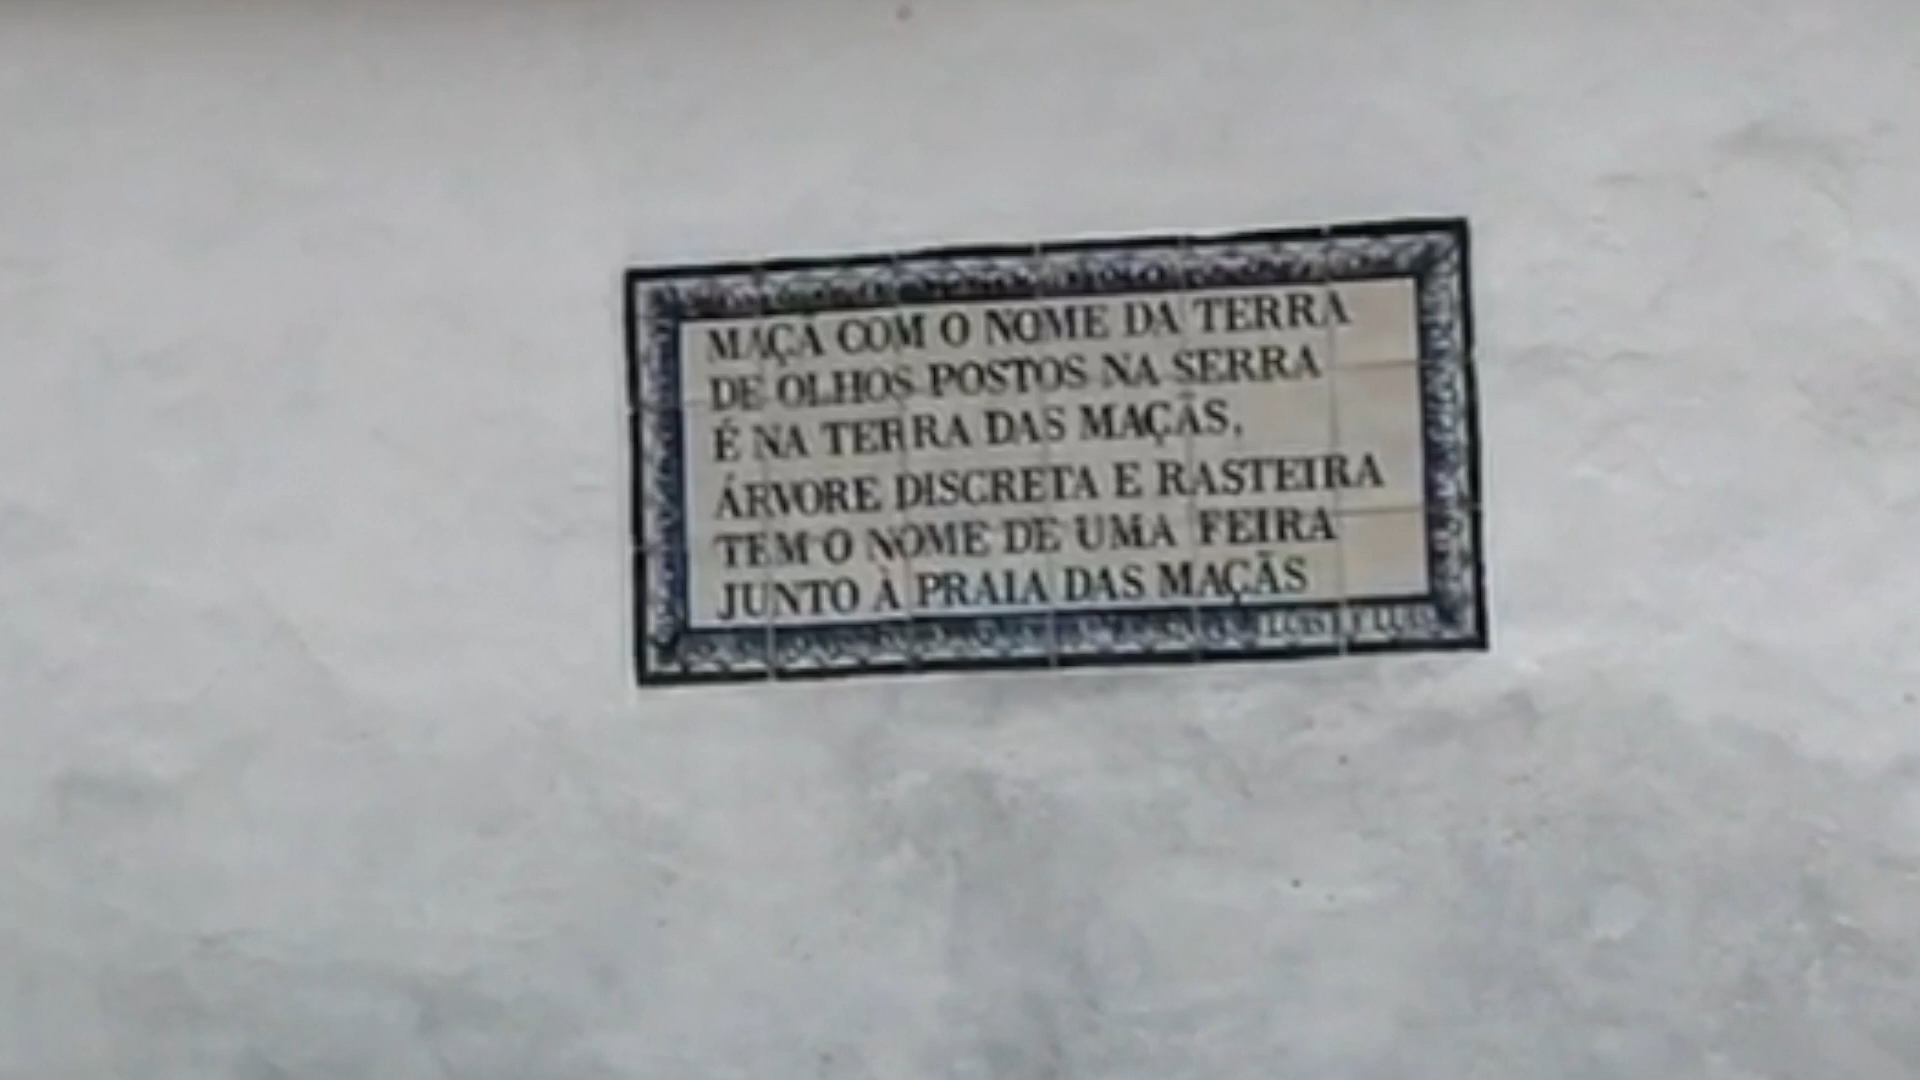 MAÇÃ COM O NOME DA TERRA
DE OLHOS POSTOS NA SERRA
É NA TERRA DAS MAÇÃS,
ÁRVORE DISCRETA E RASTEIRA
TEM O NOME DE UMA FEIRA
JUNTO À PRAIA DAS MAÇÃS